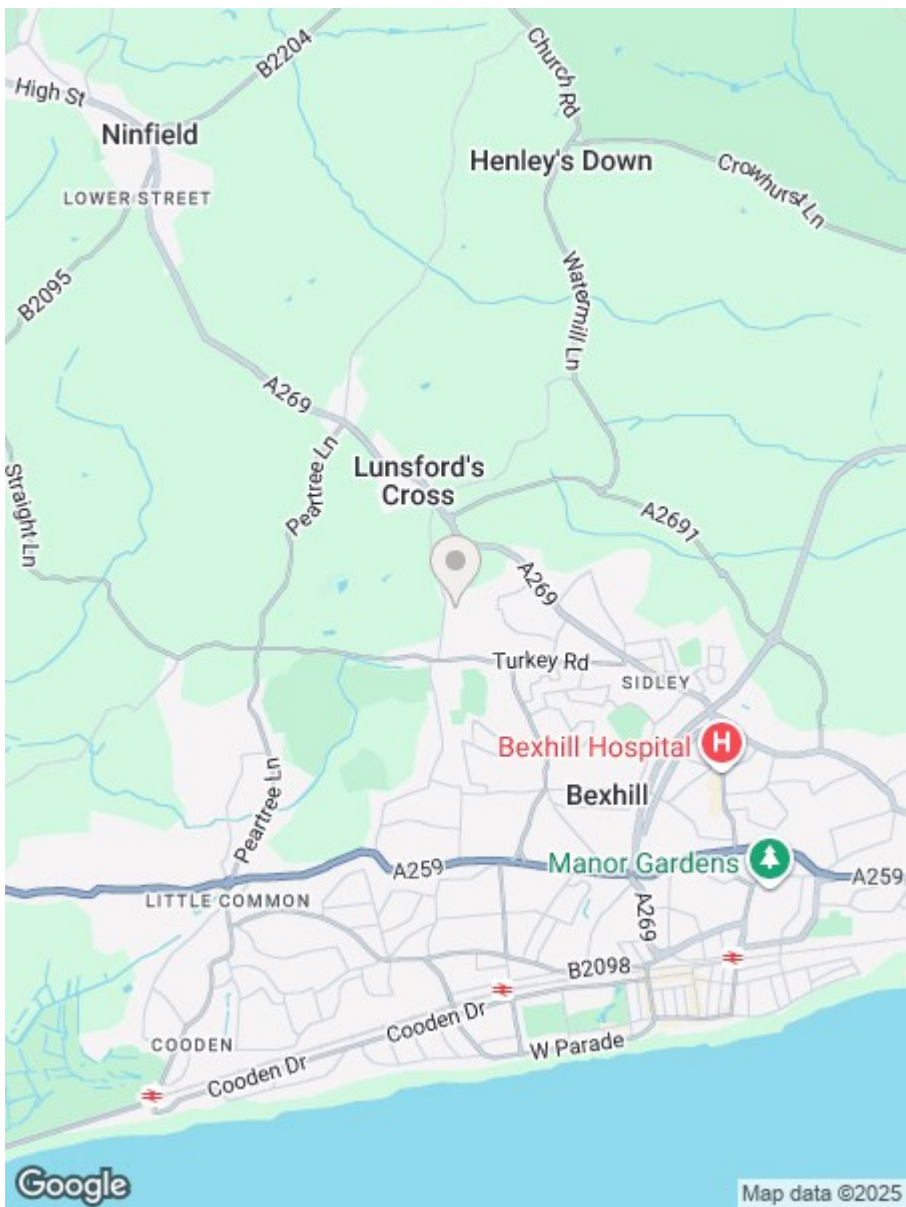 B2204
Church Rd
High St
Ninfield
Henley's Down
Crowhurst Ln
LOWER STREET
B2095
Watermill Ln
A269
Peartree Ln
Lunsford's
Cross
Straight Ln
A2691
A269
Turkey Rd
SIDLEY
Bexhill Hospital
H
Bexhill
Peartree Ln
Manor Gardens
A259
A259
LITTLE COMMON
A269
B2098
Cooden Dr
W Parade
COODEN
Cooden Dr
Google
Map data ©2025